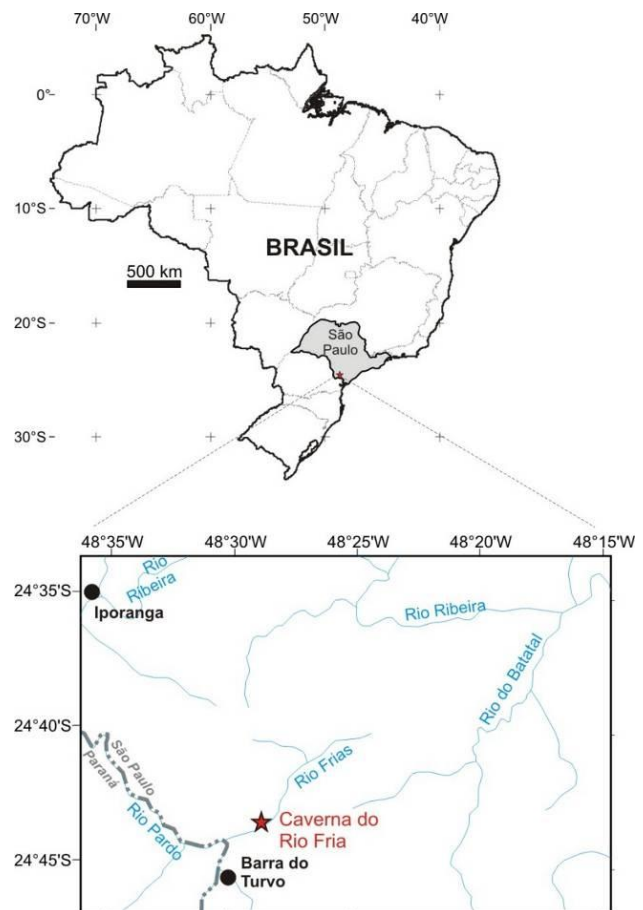 70°W 60°W 50°W 40°W
0°
10°S
BRASIL
500 km
20°S
São
Paulo
30°S
48°35'W 48°30'W 48°25'W 48°20'W 48°15'W
Rio
Ribeira
24°35'S
Iporanga
Rio Ribeira
Rio do Batatal
24°40'S
São Paulo
Paraná
Rio Frias
Rio Pardo
Caverna do
Rio Fria
24°45'S
Barra do
Turvo